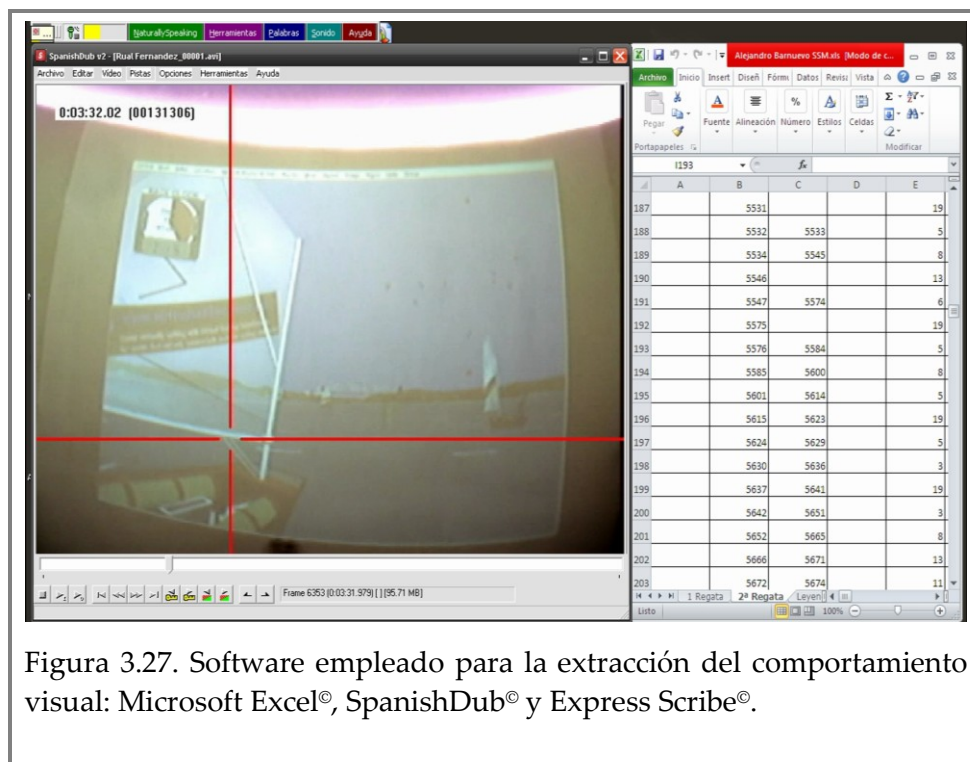 NaturallySpeaking Herramientas Palabras Sonido Ayuda
SpanishDub v2 - [Rual Fernandez_00001.avi]
Archivo Editar Video Pistas Opciones Herramientas Ayuda
0:03:32.02 (00131306)
Frame 6353 (0:03:31.979) [ ] [95.71 MB]
Alejandro Barnuevo SSM.xls [Modo de c...
Archivo Inicio Insert Diseñ Fórmu Datos Revisa Vista
Pegar Fuente Alineación Número Estilos Celdas
Portapapeles Modificar
I193 fx
A B C D E
187 5531 19
188 5532 5533 5
189 5534 5545 8
190 5546 13
191 5547 5574 6
192 5575 19
193 5576 5584 5
194 5585 5600 8
195 5601 5614 5
196 5615 5623 19
197 5624 5629 5
198 5630 5636 3
199 5637 5641 19
200 5642 5651 3
201 5652 5665 8
202 5666 5671 13
203 5672 5674 11
1 Regata 2ª Regata Leyen
Listo 100%
Figura 3.27. Software empleado para la extracción del comportamiento
visual: Microsoft Excel©, SpanishDub© y Express Scribe©.